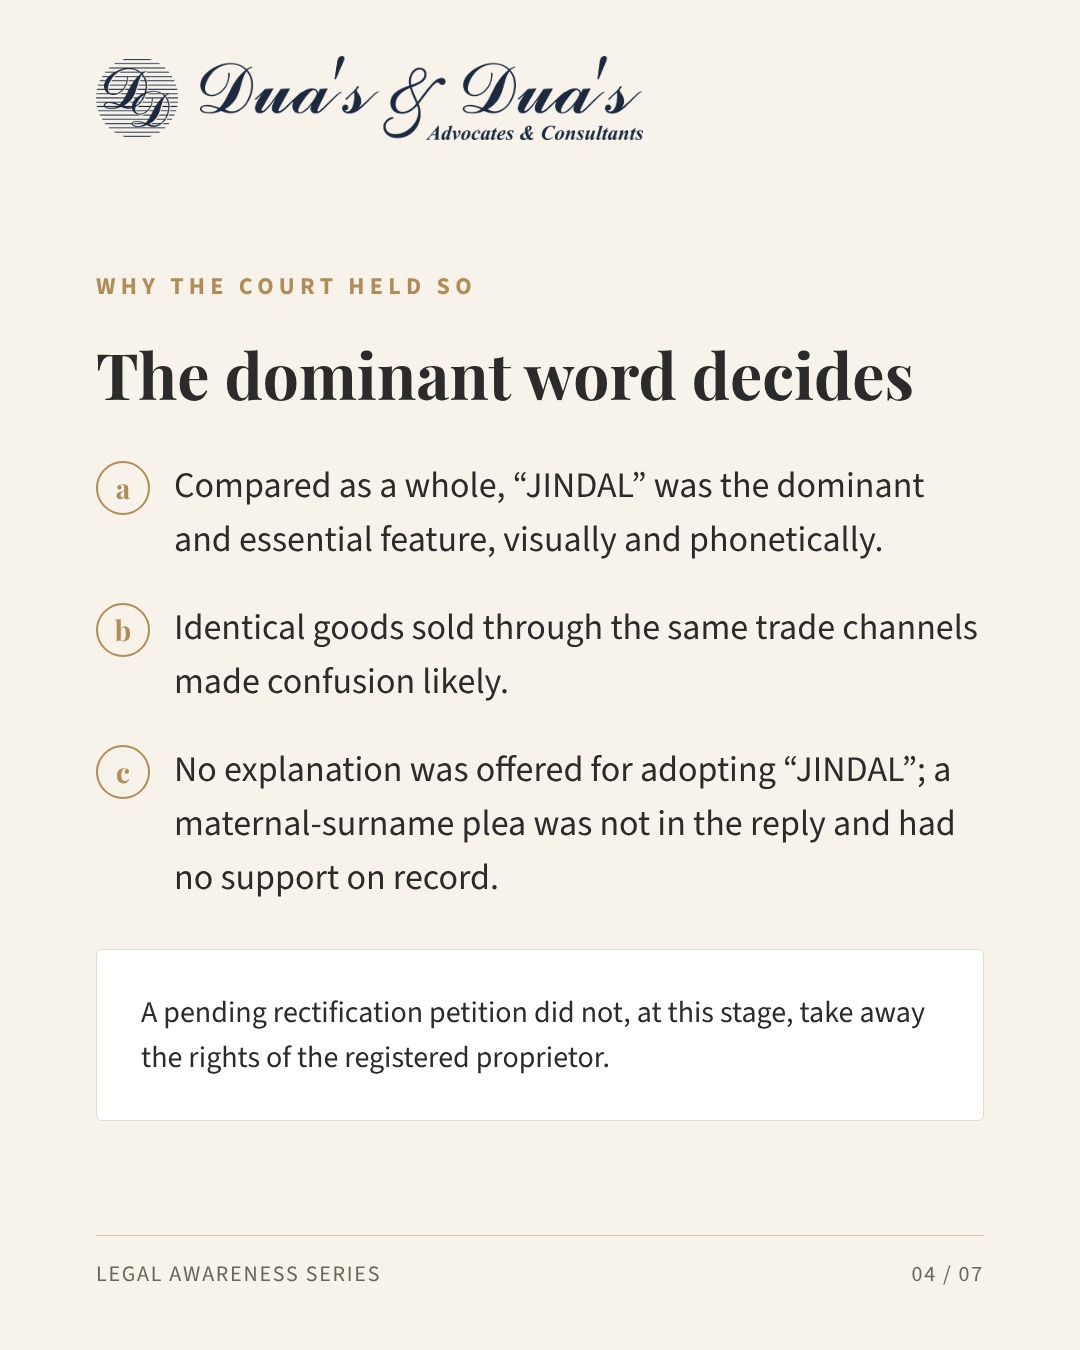 DD Dua's & Dua's
Advocates & Consultants
WHY THE COURT HELD SO
The dominant word decides
a Compared as a whole, “JINDAL” was the dominant
and essential feature, visually and phonetically.
b Identical goods sold through the same trade channels
made confusion likely.
c No explanation was offered for adopting “JINDAL”; a
maternal-surname plea was not in the reply and had
no support on record.
A pending rectification petition did not, at this stage, take away
the rights of the registered proprietor.
LEGAL AWARENESS SERIES 04 / 07